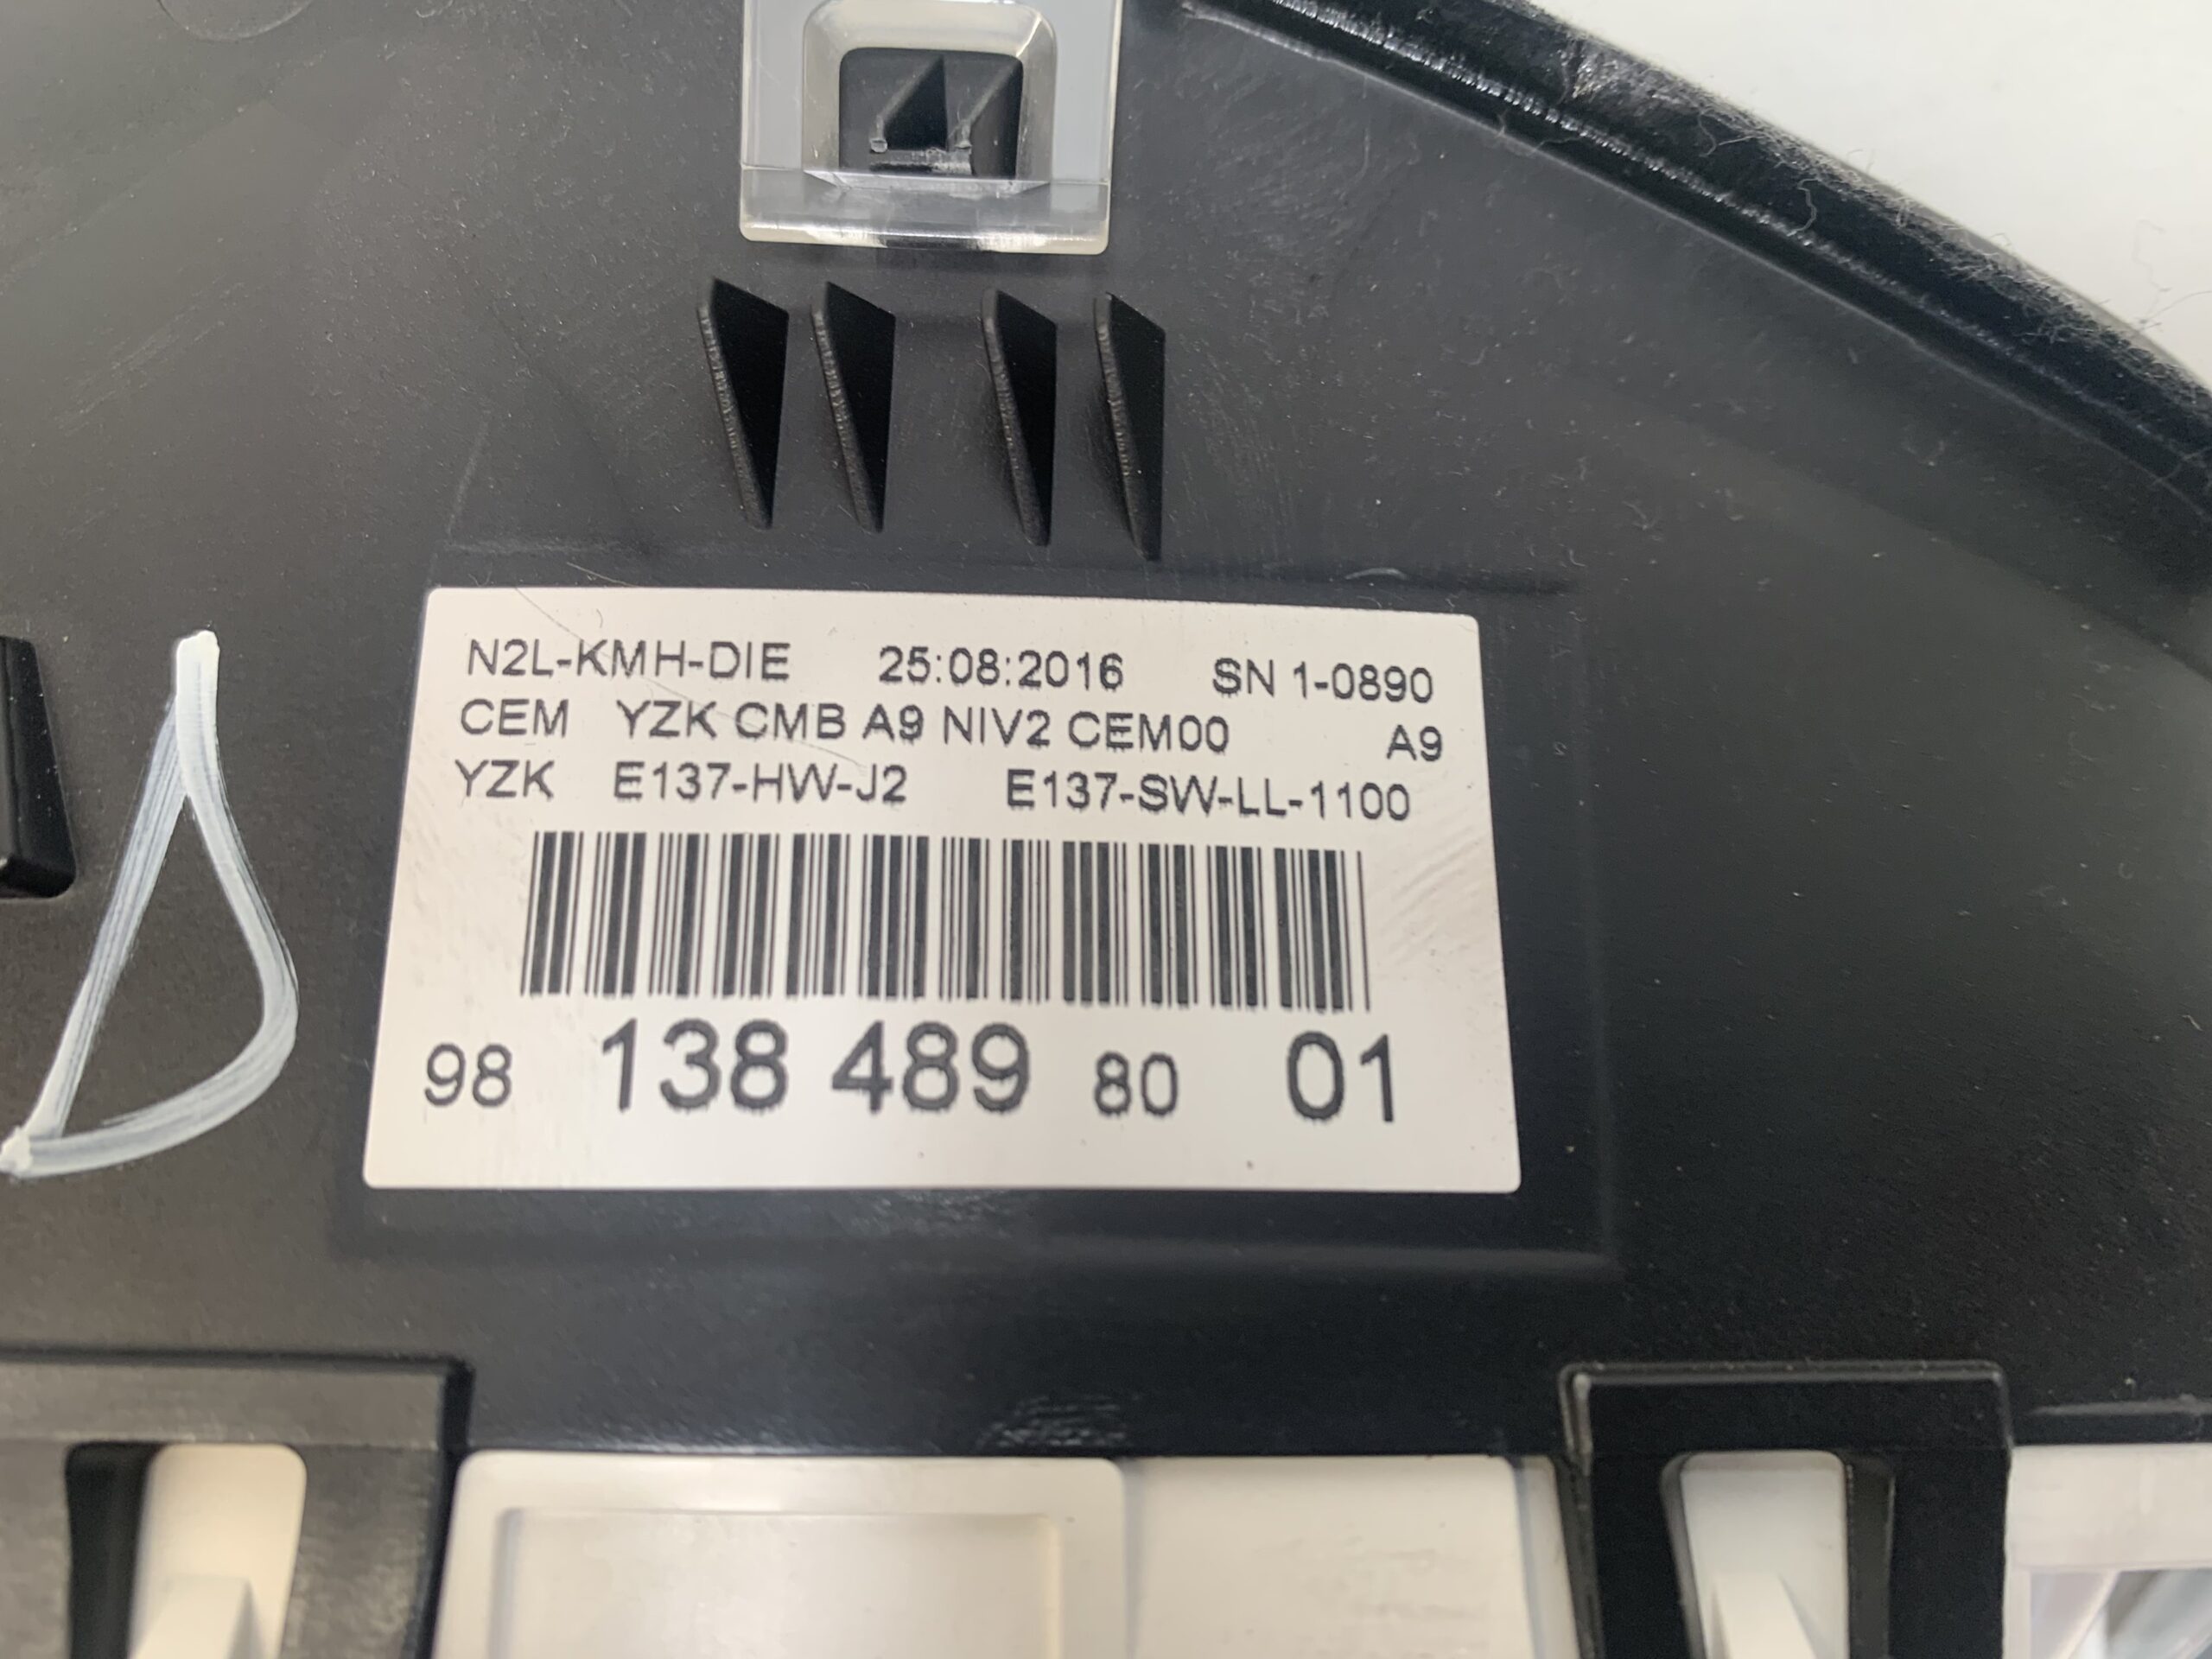 N2L-KMH-DIE 25:08:2016 SN 1-0890
CEM YZK CMB A9 NIV2 CEM00 A9
YZK E137-HW-J2 E137-SW-LL-1100
98 138 489 80 01